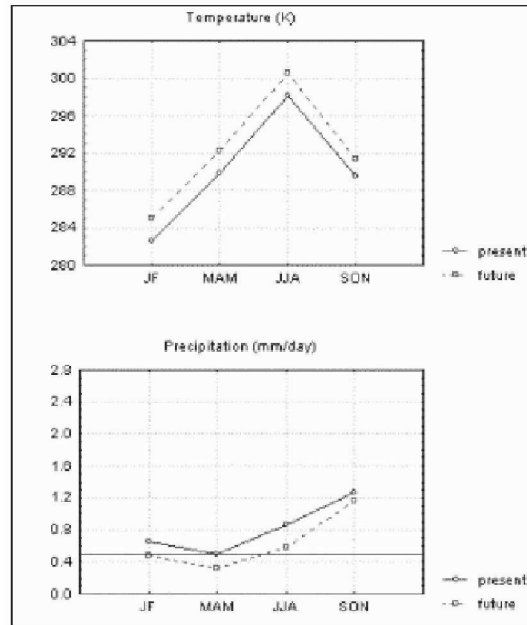 Temperature (K)
304
300
296
292
288
284
280
JF MAM JJA SON
present
future
Precipitation (mm/day)
2.8
2.4
2.0
1.6
1.2
0.8
0.4
0.0
JF MAM JJA SON
present
future